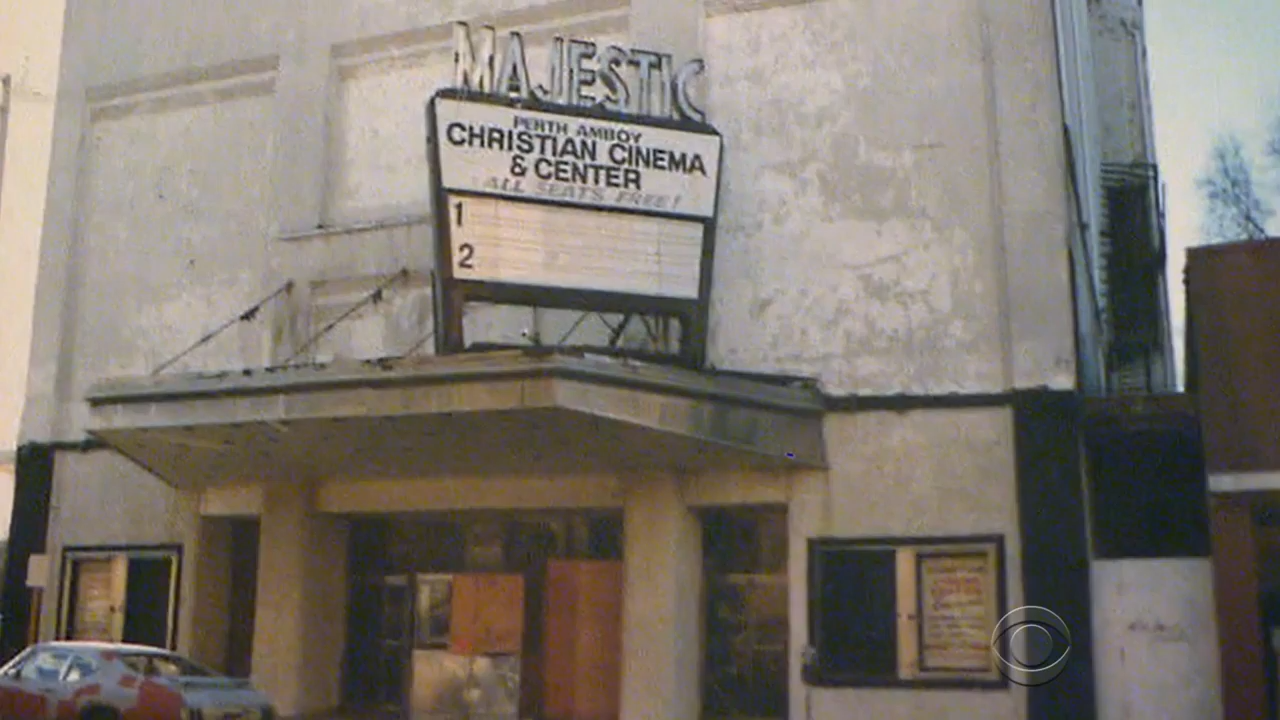 MAJESTIC
PERTH AMBOY
CHRISTIAN CINEMA
& CENTER
ALL SEATS FREE!
1
2